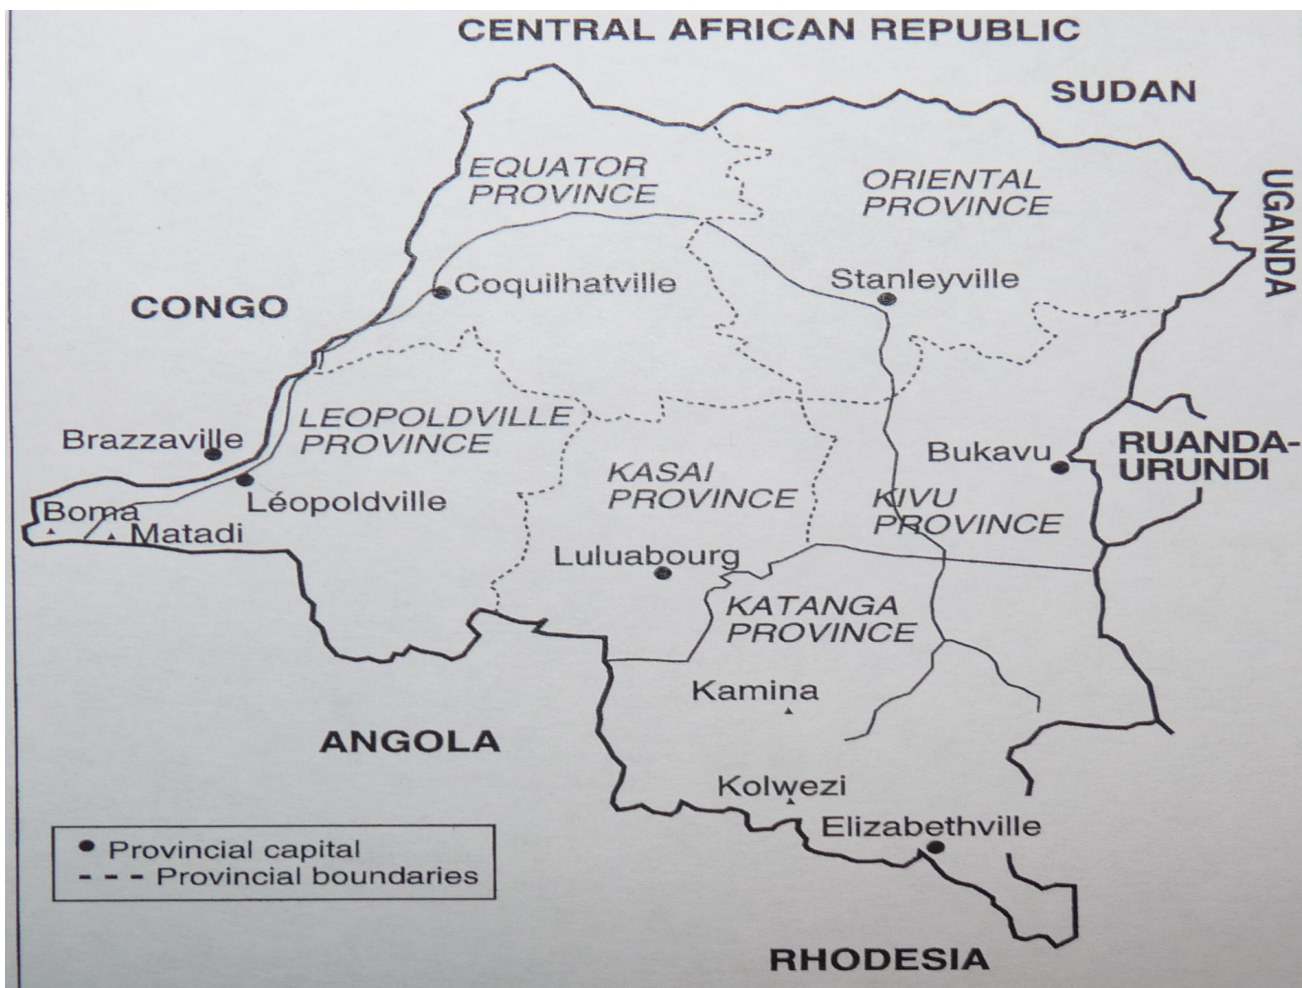 CENTRAL AFRICAN REPUBLIC
SUDAN
EQUATOR
PROVINCE
ORIENTAL
PROVINCE
UGANDA
Coquilhatville
Stanleyville
CONGO
LEOPOLDVILLE
PROVINCE
Brazzaville
Bukavu
RUANDA-
URUNDI
KASAI
PROVINCE
KIVU
PROVINCE
Léopoldville
Boma
Matadi
Luluabourg
KATANGA
PROVINCE
Kamina
ANGOLA
Kolwezi
Elizabethville
Provincial capital
Provincial boundaries
RHODESIA